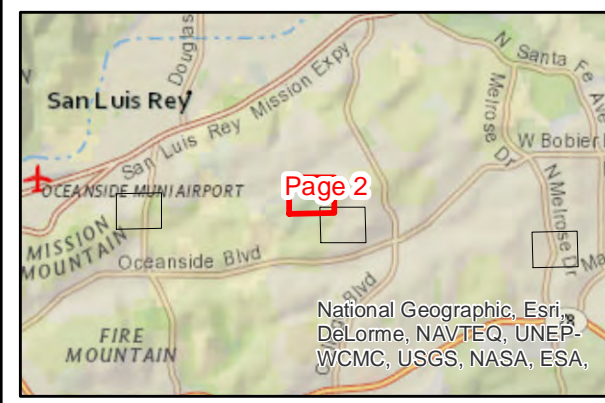 Douglas
N Santa Fe Ave
San Luis Rey
San Luis Rey Mission Expy
Melrose Dr
W Bobier
Page 2
OCEANSIDE MUNI AIRPORT
N Melrose Dr
MISSION
MOUNTAIN
Oceanside Blvd
Ma
Blvd
National Geographic, Esri,
DeLorme, NAVTEQ, UNEP-
WCMC, USGS, NASA, ESA,
FIRE
MOUNTAIN